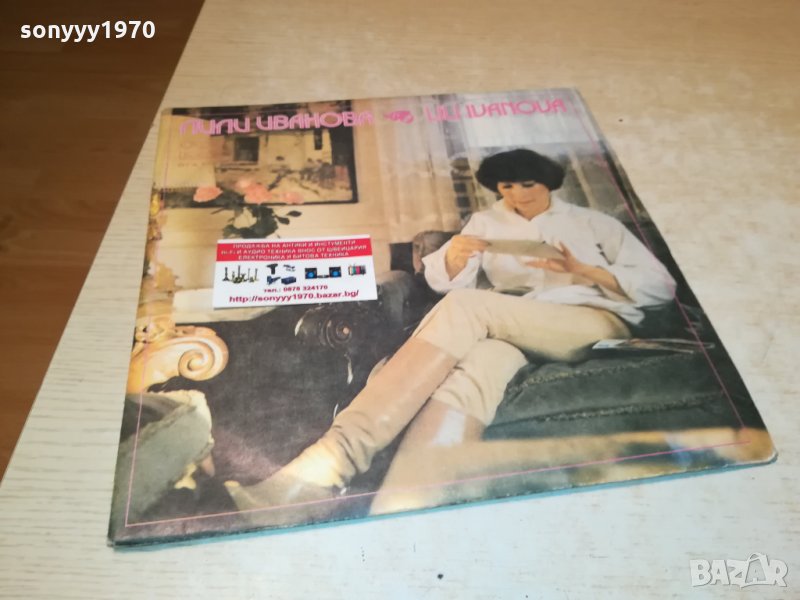 sonyyy1970
ЛИЛИ ИВАНОВА LILI IVANOVA
ПРОДАЖБА НА АНТИКИ И ИНСТУМЕНТИ
Hi-Fi И АУДИО ТЕХНИКА ВНОС ОТ ШВЕЙЦАРИЯ
ЕЛЕКТРОНИКА И БИТОВА ТЕХНИКА
тел.: 0878 324170
http://sonyyy1970.bazar.bg/
sonyyy1970
BAZAR